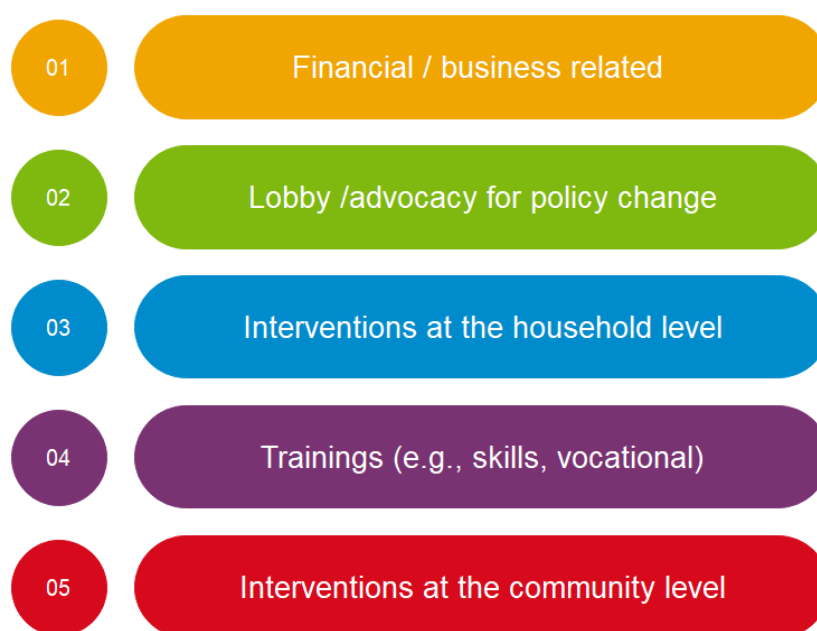 01
Financial / business related
02
Lobby /advocacy for policy change
03
Interventions at the household level
04
Trainings (e.g., skills, vocational)
05
Interventions at the community level